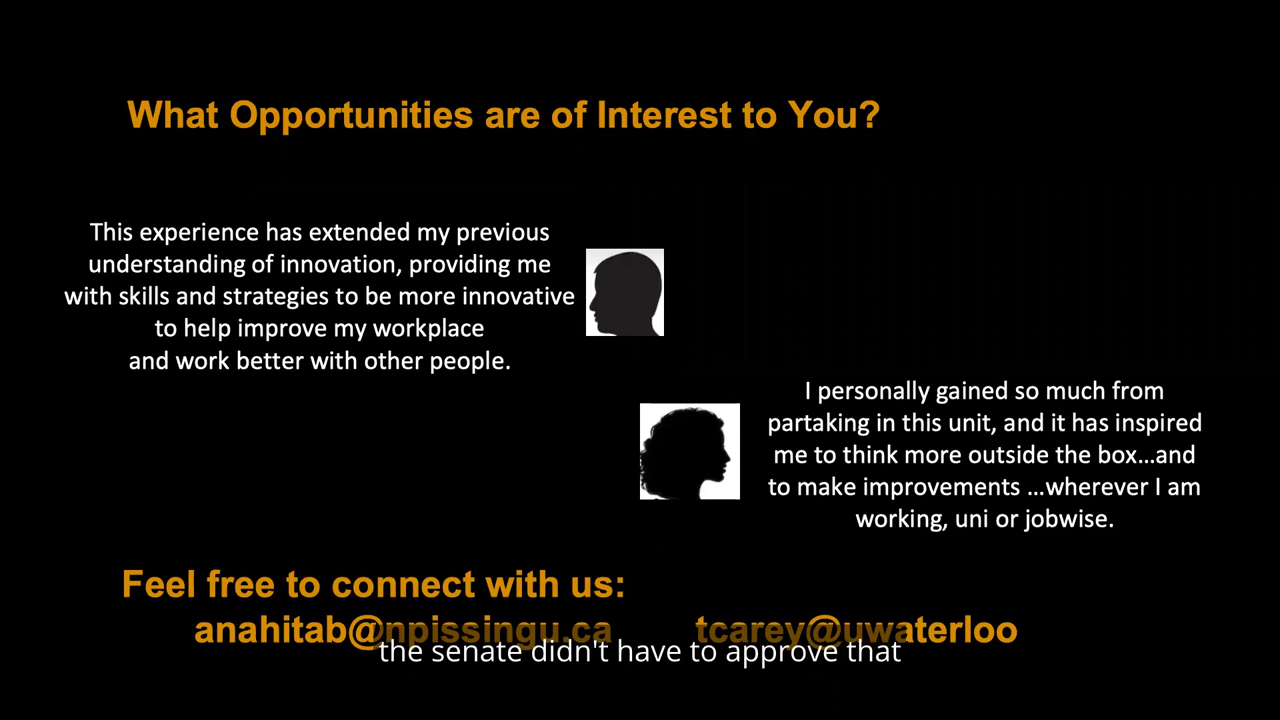 What Opportunities are of Interest to You?
This experience has extended my previous
understanding of innovation, providing me
with skills and strategies to be more innovative
to help improve my workplace
and work better with other people.
I personally gained so much from
partaking in this unit, and it has inspired
me to think more outside the box...and
to make improvements ...wherever I am
working, uni or jobwise.
Feel free to connect with us:
anahitab@npissingu.ca tcarey@uwaterloo
the senate didn't have to approve that